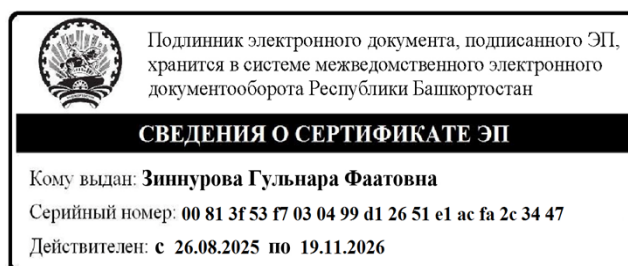 Подлинник электронного документа, подписанного ЭП,
хранится в системе межведомственного электронного
документооборота Республики Башкортостан
СВЕДЕНИЯ О СЕРТИФИКАТЕ ЭП
Кому выдан: Зиннурова Гульнара Фаатовна
Серийный номер: 00 81 3f 53 f7 03 04 99 d1 26 51 e1 ac fa 2c 34 47
Действителен: с 26.08.2025 по 19.11.2026